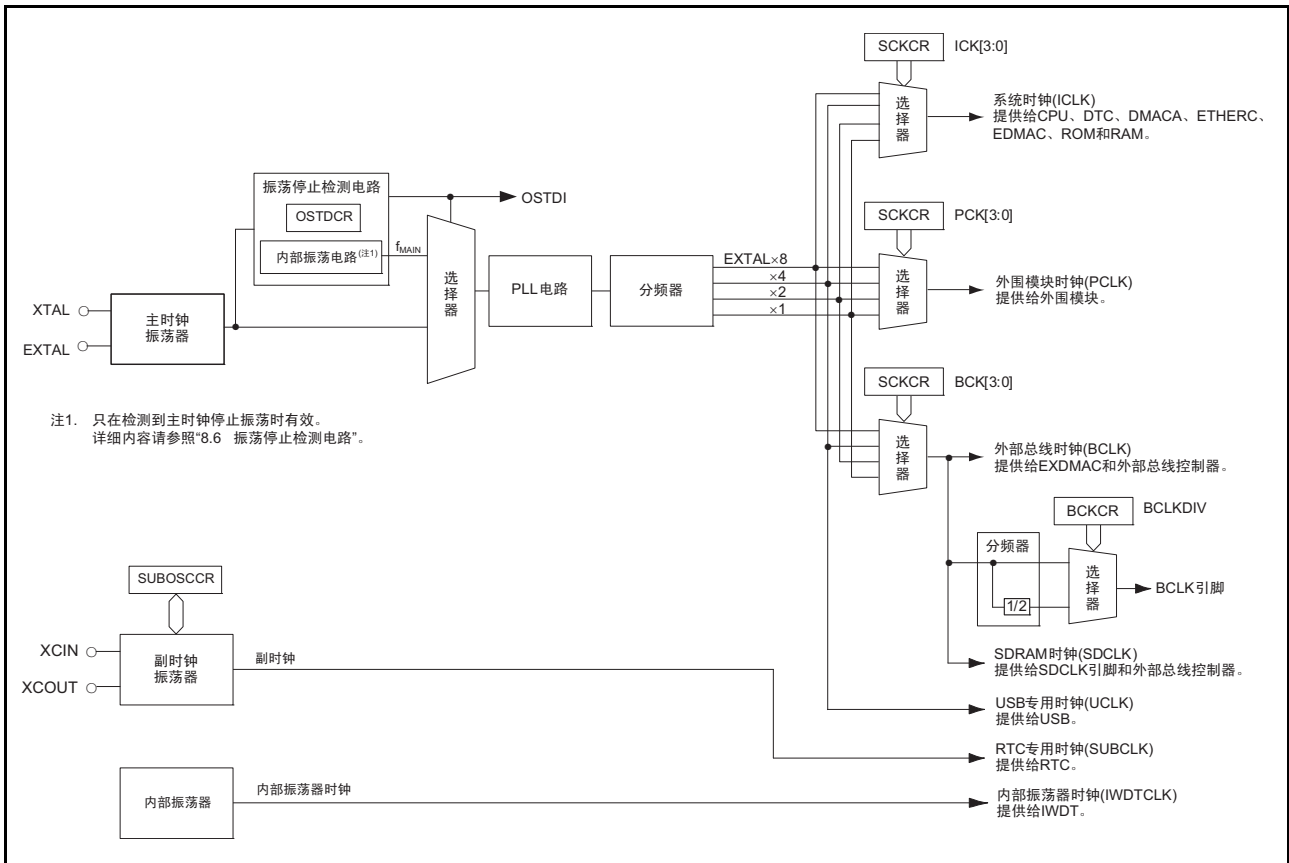 SCKCR ICK[3:0]
选择器
系统时钟(ICLK)
提供给CPU、DTC、DMACA、ETHERC、
EDMAC、ROM和RAM。
振荡停止检测电路
OSTDCR
内部振荡电路(注1)
fMAIN
OSTDI
选择器
PLL电路
分频器
EXTAL×8
×4
×2
×1
SCKCR PCK[3:0]
选择器
外围模块时钟(PCLK)
提供给外围模块。
XTAL
EXTAL
主时钟
振荡器
注1. 只在检测到主时钟停止振荡时有效。
详细内容请参照“8.6 振荡停止检测电路”。
SCKCR BCK[3:0]
选择器
外部总线时钟(BCLK)
提供给EXDMAC和外部总线控制器。
BCKCR BCLKDIV
分频器
1/2
选择器
BCLK引脚
SDRAM时钟(SDCLK)
提供给SDCLK引脚和外部总线控制器。
SUBOSCCR
XCIN
XCOUT
副时钟
振荡器
副时钟
USB专用时钟(UCLK)
提供给USB。
RTC专用时钟(SUBCLK)
提供给RTC。
内部振荡器
内部振荡器时钟
内部振荡器时钟(IWDTCLK)
提供给IWDT。